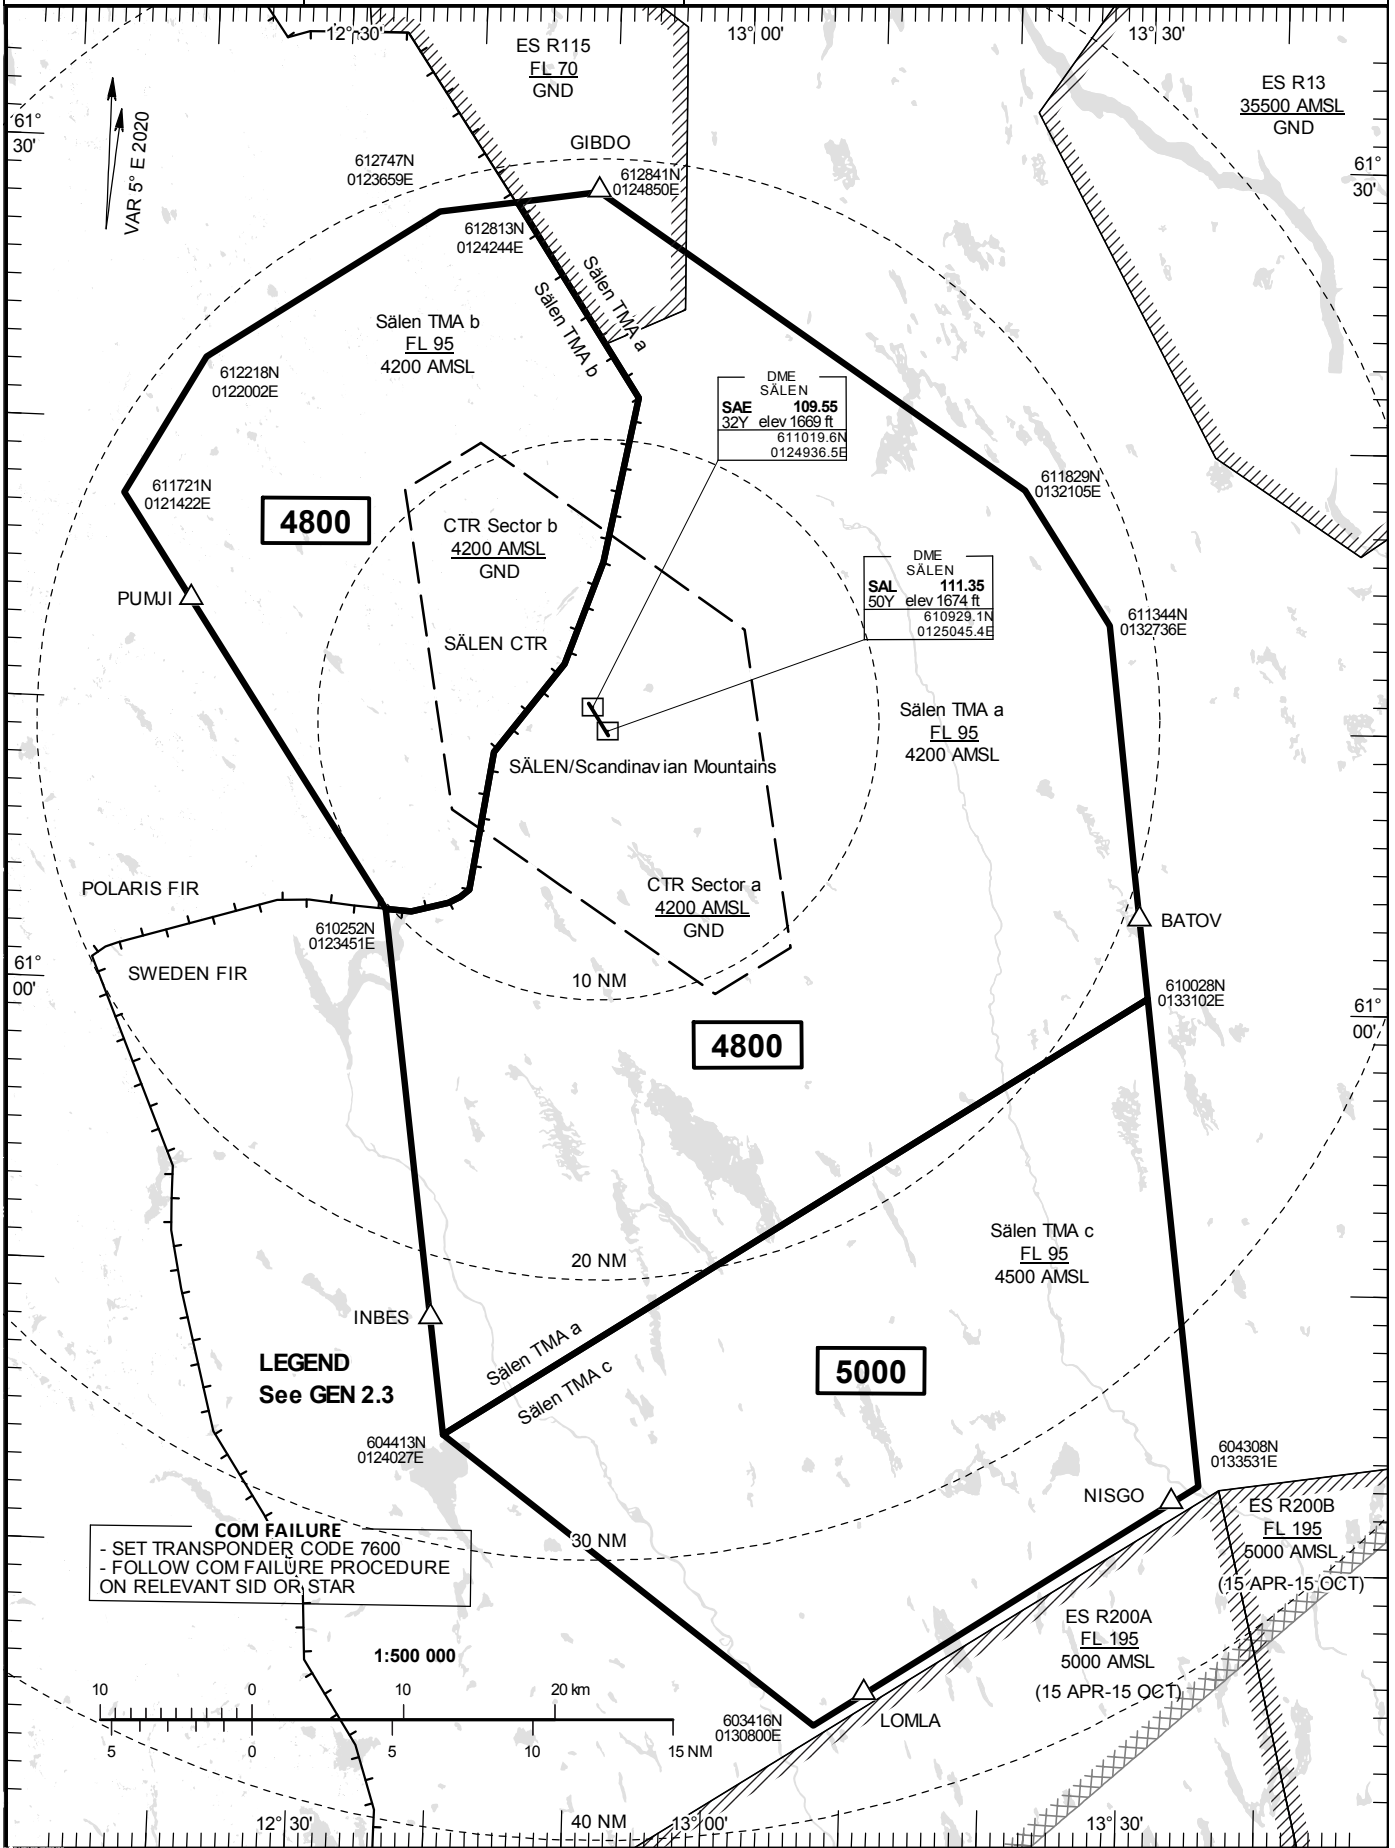 12° 30'
13° 00'
13° 30'
ES R115
FL 70
GND
ES R13
35500 AMSL
GND
61°
30'
VAR 5° E 2020
GIBDO
612747N
0123659E
612841N
0124850E
61°
30'
612813N
0124244E
Sälen TMA a
Sälen TMA b
Sälen TMA b
FL 95
4200 AMSL
612218N
0122002E
DME
SÄLEN
SAE 109.55
32Y elev 1669 ft
611019.6N
0124936.5E
611721N
0121422E
611829N
0132105E
4800
CTR Sector b
4200 AMSL
GND
DME
SÄLEN
SAL 111.35
50Y elev 1674 ft
610929.1N
0125045.4E
PUMJI
611344N
0132736E
SÄLEN CTR
Sälen TMA a
FL 95
4200 AMSL
SÄLEN/Scandinavian Mountains
POLARIS FIR
CTR Sector a
4200 AMSL
GND
BATOV
610252N
0123451E
SWEDEN FIR
61°
00'
10 NM
610028N
0133102E
61°
00'
4800
Sälen TMA c
FL 95
4500 AMSL
20 NM
INBES
Sälen TMA a
Sälen TMA c
LEGEND
See GEN 2.3
5000
604413N
0124027E
604308N
0133531E
NISGO
ES R200B
FL 195
5000 AMSL
(15 APR-15 OCT)
COM FAILURE
- SET TRANSPONDER CODE 7600
- FOLLOW COM FAILURE PROCEDURE
ON RELEVANT SID OR STAR
30 NM
ES R200A
FL 195
5000 AMSL
(15 APR-15 OCT)
1:500 000
10 0 10 20 km
5 0 5 10 15 NM
603416N
0130800E
LOMLA
12° 30'
40 NM
13° 00'
13° 30'